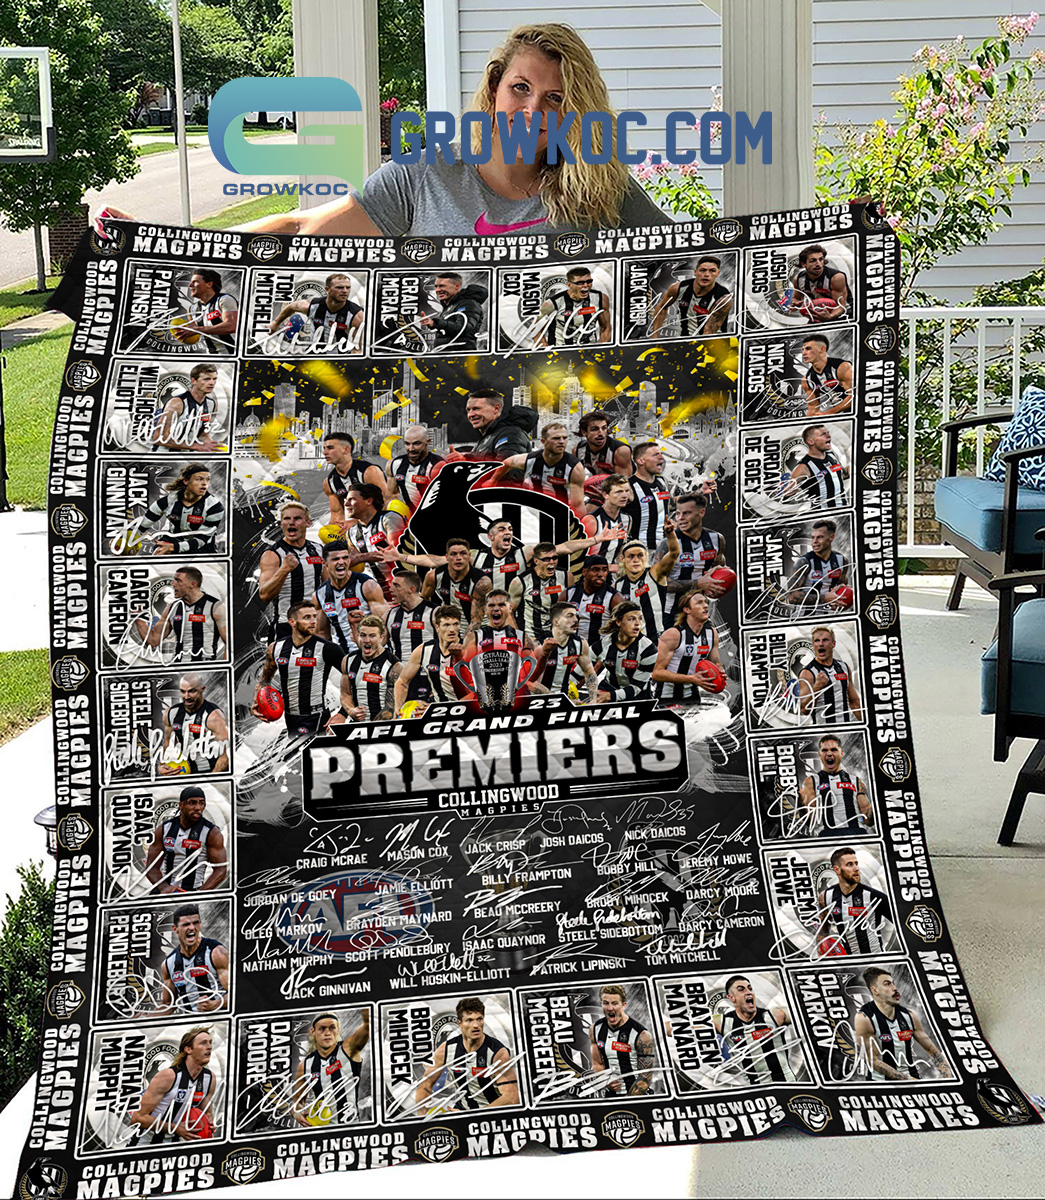 GROWKOC
GROWKOC.COM
SPALDING
COLLINGWOOD MAGPIES
COLLINGWOOD MAGPIES
COLLINGWOOD MAGPIES
COLLINGWOOD MAGPIES
COLLINGWOOD MAGPIES
PATRICK LIPINSKI
TOM MITCHELL
CRAIG MCRAE
MASON COX
JACK CRISP
JOSH DAICOS
WILL HOSKIN ELLIOTT
NICK DAICOS
JACK GINNIVAN
JORDAN DE GOEY
DARCY CAMERON
JAMIE ELLIOTT
STEELE SIDEBOTTOM
BILLY FRAMPTON
ISAAC QUAYNOR
BOBBY HILL
SCOTT PENDLEBURY
JEREMY HOWE
2023
AFL GRAND FINAL
PREMIERS
COLLINGWOOD
MAGPIES
CRAIG MCRAE MASON COX JACK CRISP JOSH DAICOS NICK DAICOS
JORDAN DE GOEY JAMIE ELLIOTT BILLY FRAMPTON BOBBY HILL JEREMY HOWE
OLEG MARKOV BRAYDEN MAYNARD BEAU MCCREERY BRODY MIHOCEK DARCY MOORE
NATHAN MURPHY SCOTT PENDLEBURY ISAAC QUAYNOR STEELE SIDEBOTTOM DARCY CAMERON
JACK GINNIVAN WILL HOSKIN-ELLIOTT PATRICK LIPINSKI TOM MITCHELL
NATHAN MURPHY
DARCY MOORE
BRODY MIHOCEK
BEAU MCCREERY
BRAYDEN MAYNARD
OLEG MARKOV
COLLINGWOOD MAGPIES
COLLINGWOOD MAGPIES
COLLINGWOOD MAGPIES
COLLINGWOOD MAGPIES
COLLINGWOOD MAGPIES